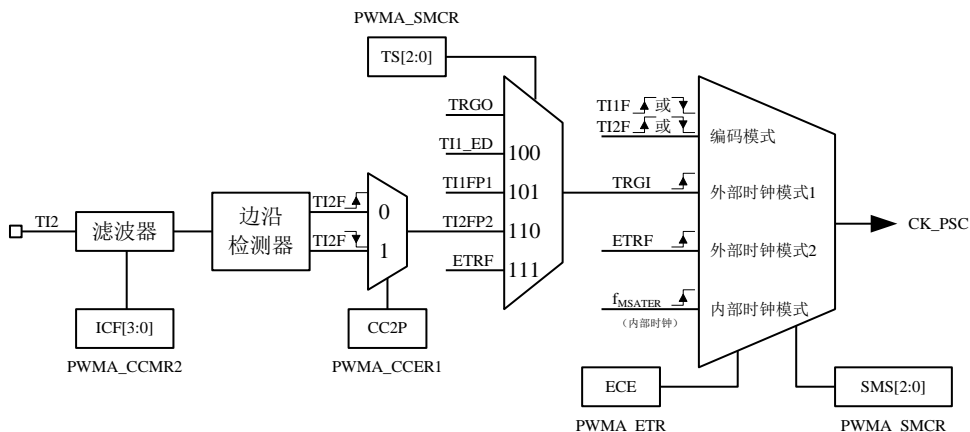 PWMA_SMCR
TS[2:0]
TRGO
TI1_ED
100
TI1FP1
101
TI2FP2
110
ETRF
111
TI2
滤波器
ICF[3:0]
PWMA_CCMR2
边沿
检测器
TI2F
TI2F
0
1
CC2P
PWMA_CCER1
TI1F 或
TI2F 或
编码模式
TRGI
外部时钟模式1
ETRF
外部时钟模式2
fMSATER
(内部时钟)
内部时钟模式
CK_PSC
ECE
PWMA_ETR
SMS[2:0]
PWMA_SMCR